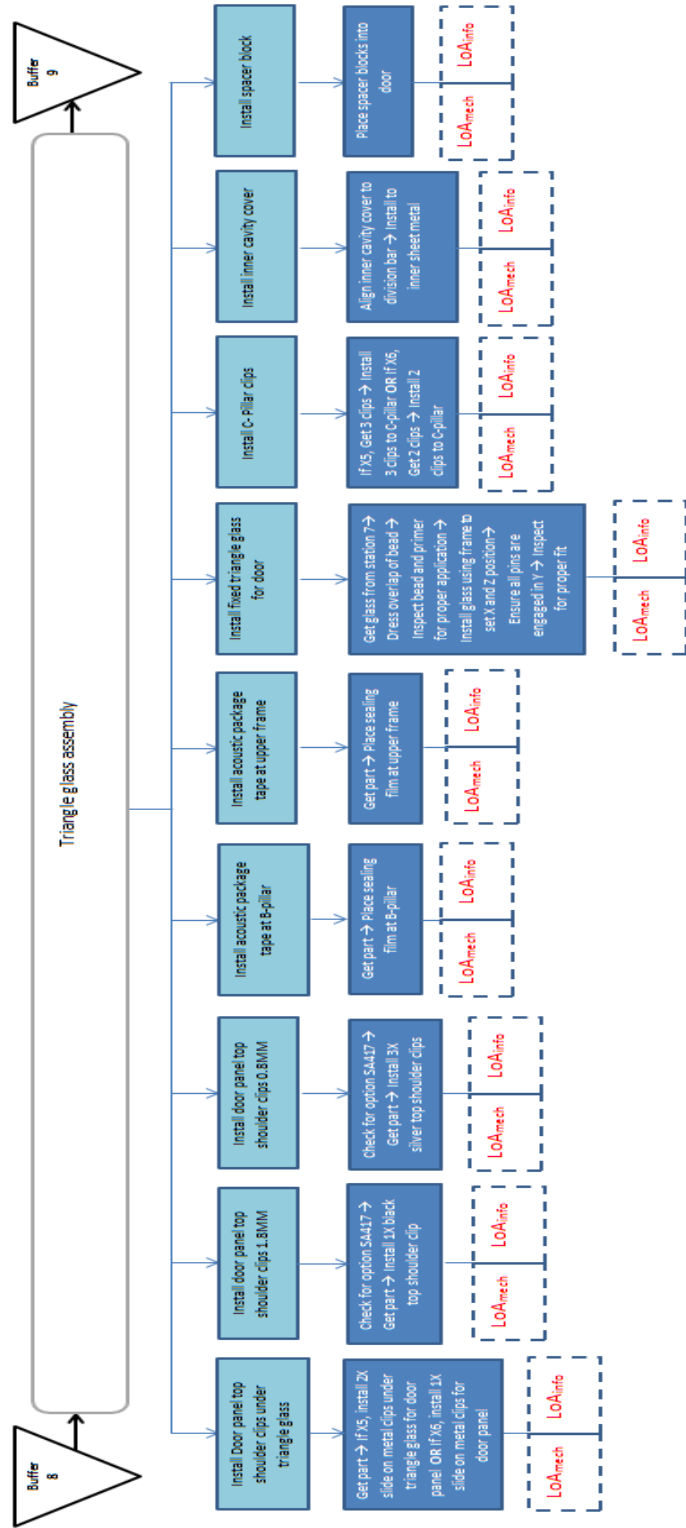 Buffer
8
Triangle glass assembly
Buffer
9
Install Door panel top
shoulder clips under
triangle glass
Get part → If X5, install 2X
slide on metal clips under
triangle glass for door
panel OR If X6, install 1X
slide on metal clips for
door panel
LoAmech
LoAinfo
Install door panel top
shoulder clips 1.8MM
Check for option SA417 →
Get part → Install 1X black
top shoulder clip
LoAmech
LoAinfo
Install door panel top
shoulder clips 0.8MM
Check for option SA417 →
Get part → Install 3X
silver top shoulder clips
LoAmech
LoAinfo
Install acoustic package
tape at B-pillar
Get part → Place sealing
film at B-pillar
LoAmech
LoAinfo
Install acoustic package
tape at upper frame
Get part → Place sealing
film at upper frame
LoAmech
LoAinfo
Install fixed triangle glass
for door
Get glass from station 7→
Dress overlap of bead →
Inspect bead and primer
for proper application →
Install glass using frame to
set X and Z position→
Ensure all pins are
engaged in Y → Inspect
for proper fit
LoAmech
LoAinfo
Install C- Pillar clips
If X5, Get 3 clips → Install
3 clips to C-pillar OR If X6,
Get 2 clips → Install 2
clips to C-pillar
LoAmech
LoAinfo
Install inner cavity cover
Align inner cavity cover to
division bar → Install to
inner sheet metal
LoAmech
LoAinfo
Install spacer block
Place spacer blocks into
door
LoAmech
LoAinfo